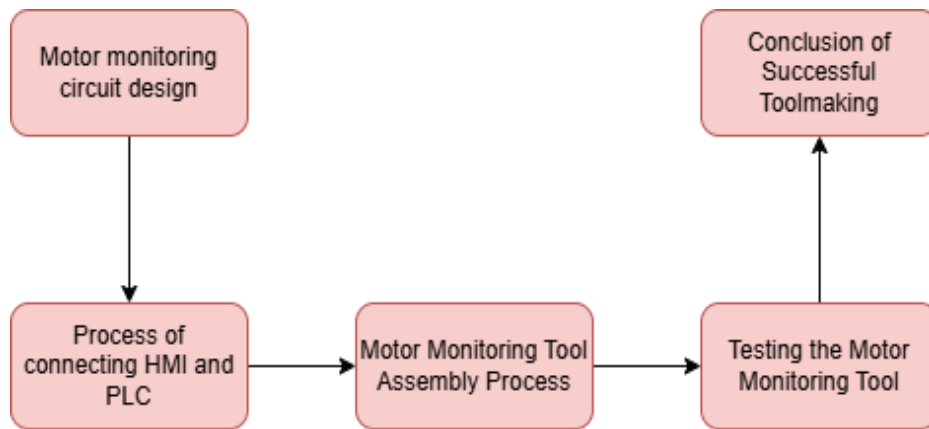 Motor monitoring
circuit design
Process of
connecting HMI and
PLC
Motor Monitoring Tool
Assembly Process
Testing the Motor
Monitoring Tool
Conclusion of
Successful
Toolmaking